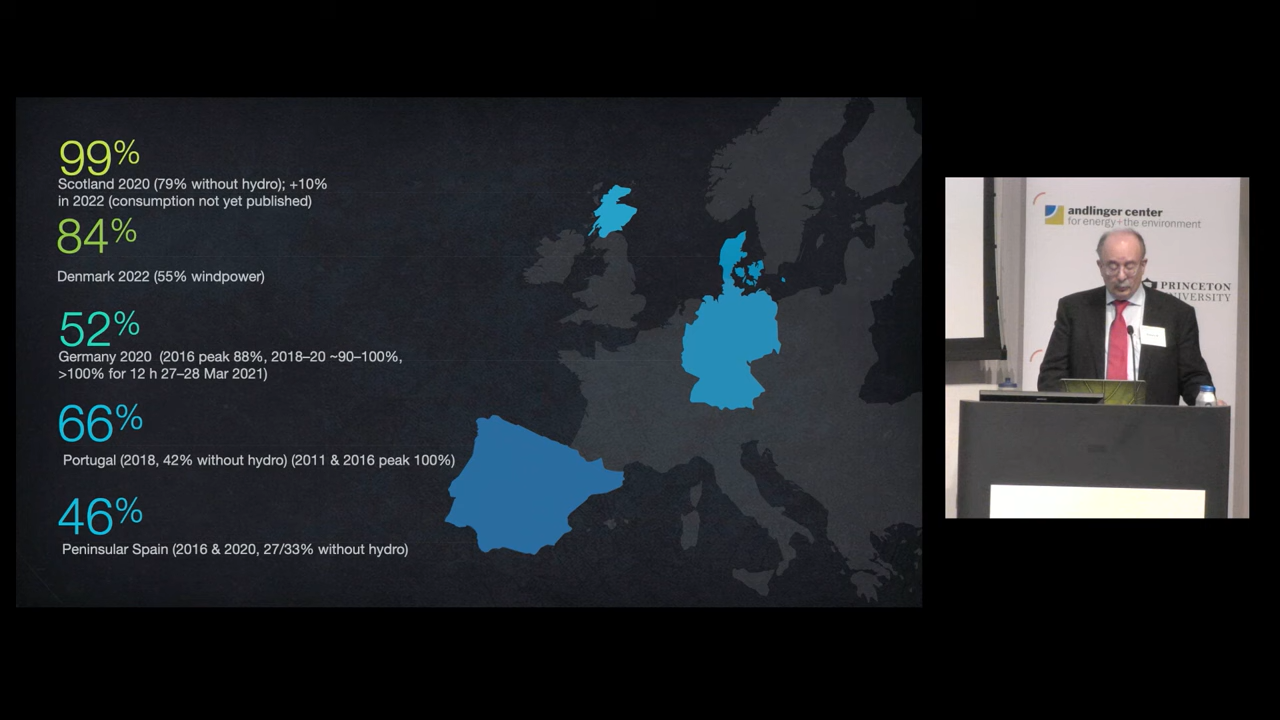 99%
Scotland 2020 (79% without hydro); +10%
in 2022 (consumption not yet published)
84%
Denmark 2022 (55% windpower)
52%
Germany 2020 (2016 peak 88%, 2018–20 ~90–100%,
>100% for 12 h 27–28 Mar 2021)
66%
Portugal (2018, 42% without hydro) (2011 & 2016 peak 100%)
46%
Peninsular Spain (2016 & 2020, 27/33% without hydro)
andlinger center
for energy+the environment
PRINCETON
UNIVERSITY